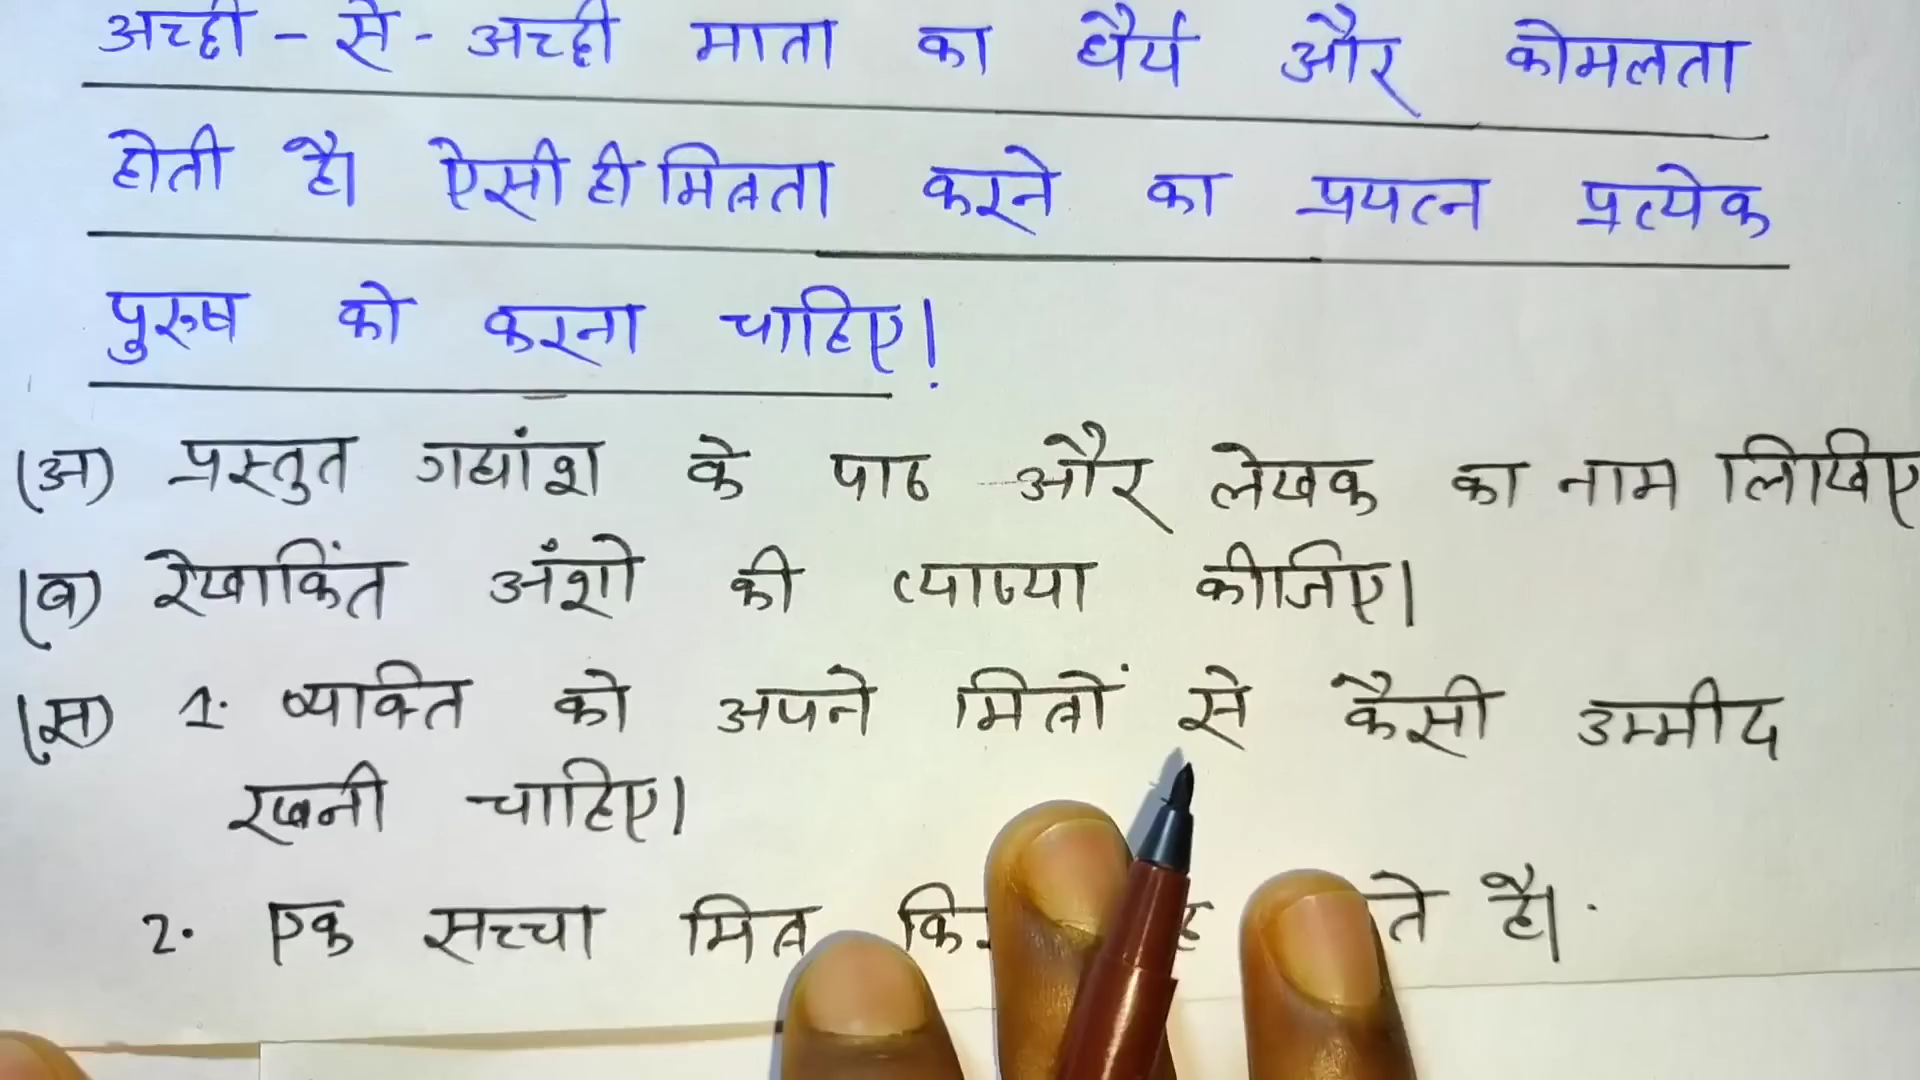 अच्छी - से - अच्छी माता का धैर्य और कोमलता
होती है। ऐसी ही मित्रता करने का प्रयत्न प्रत्येक
पुरुष को करना चाहिए।
(अ) प्रस्तुत गद्यांश के पाठ और लेखक का नाम लिखिए
(ब) रेखाकिंत अंशो की व्याख्या कीजिए।
(स) 1. व्यक्ति को अपने मित्रों से कैसी उम्मीद
रखनी चाहिए।
2. एक सच्चा मित्र है।